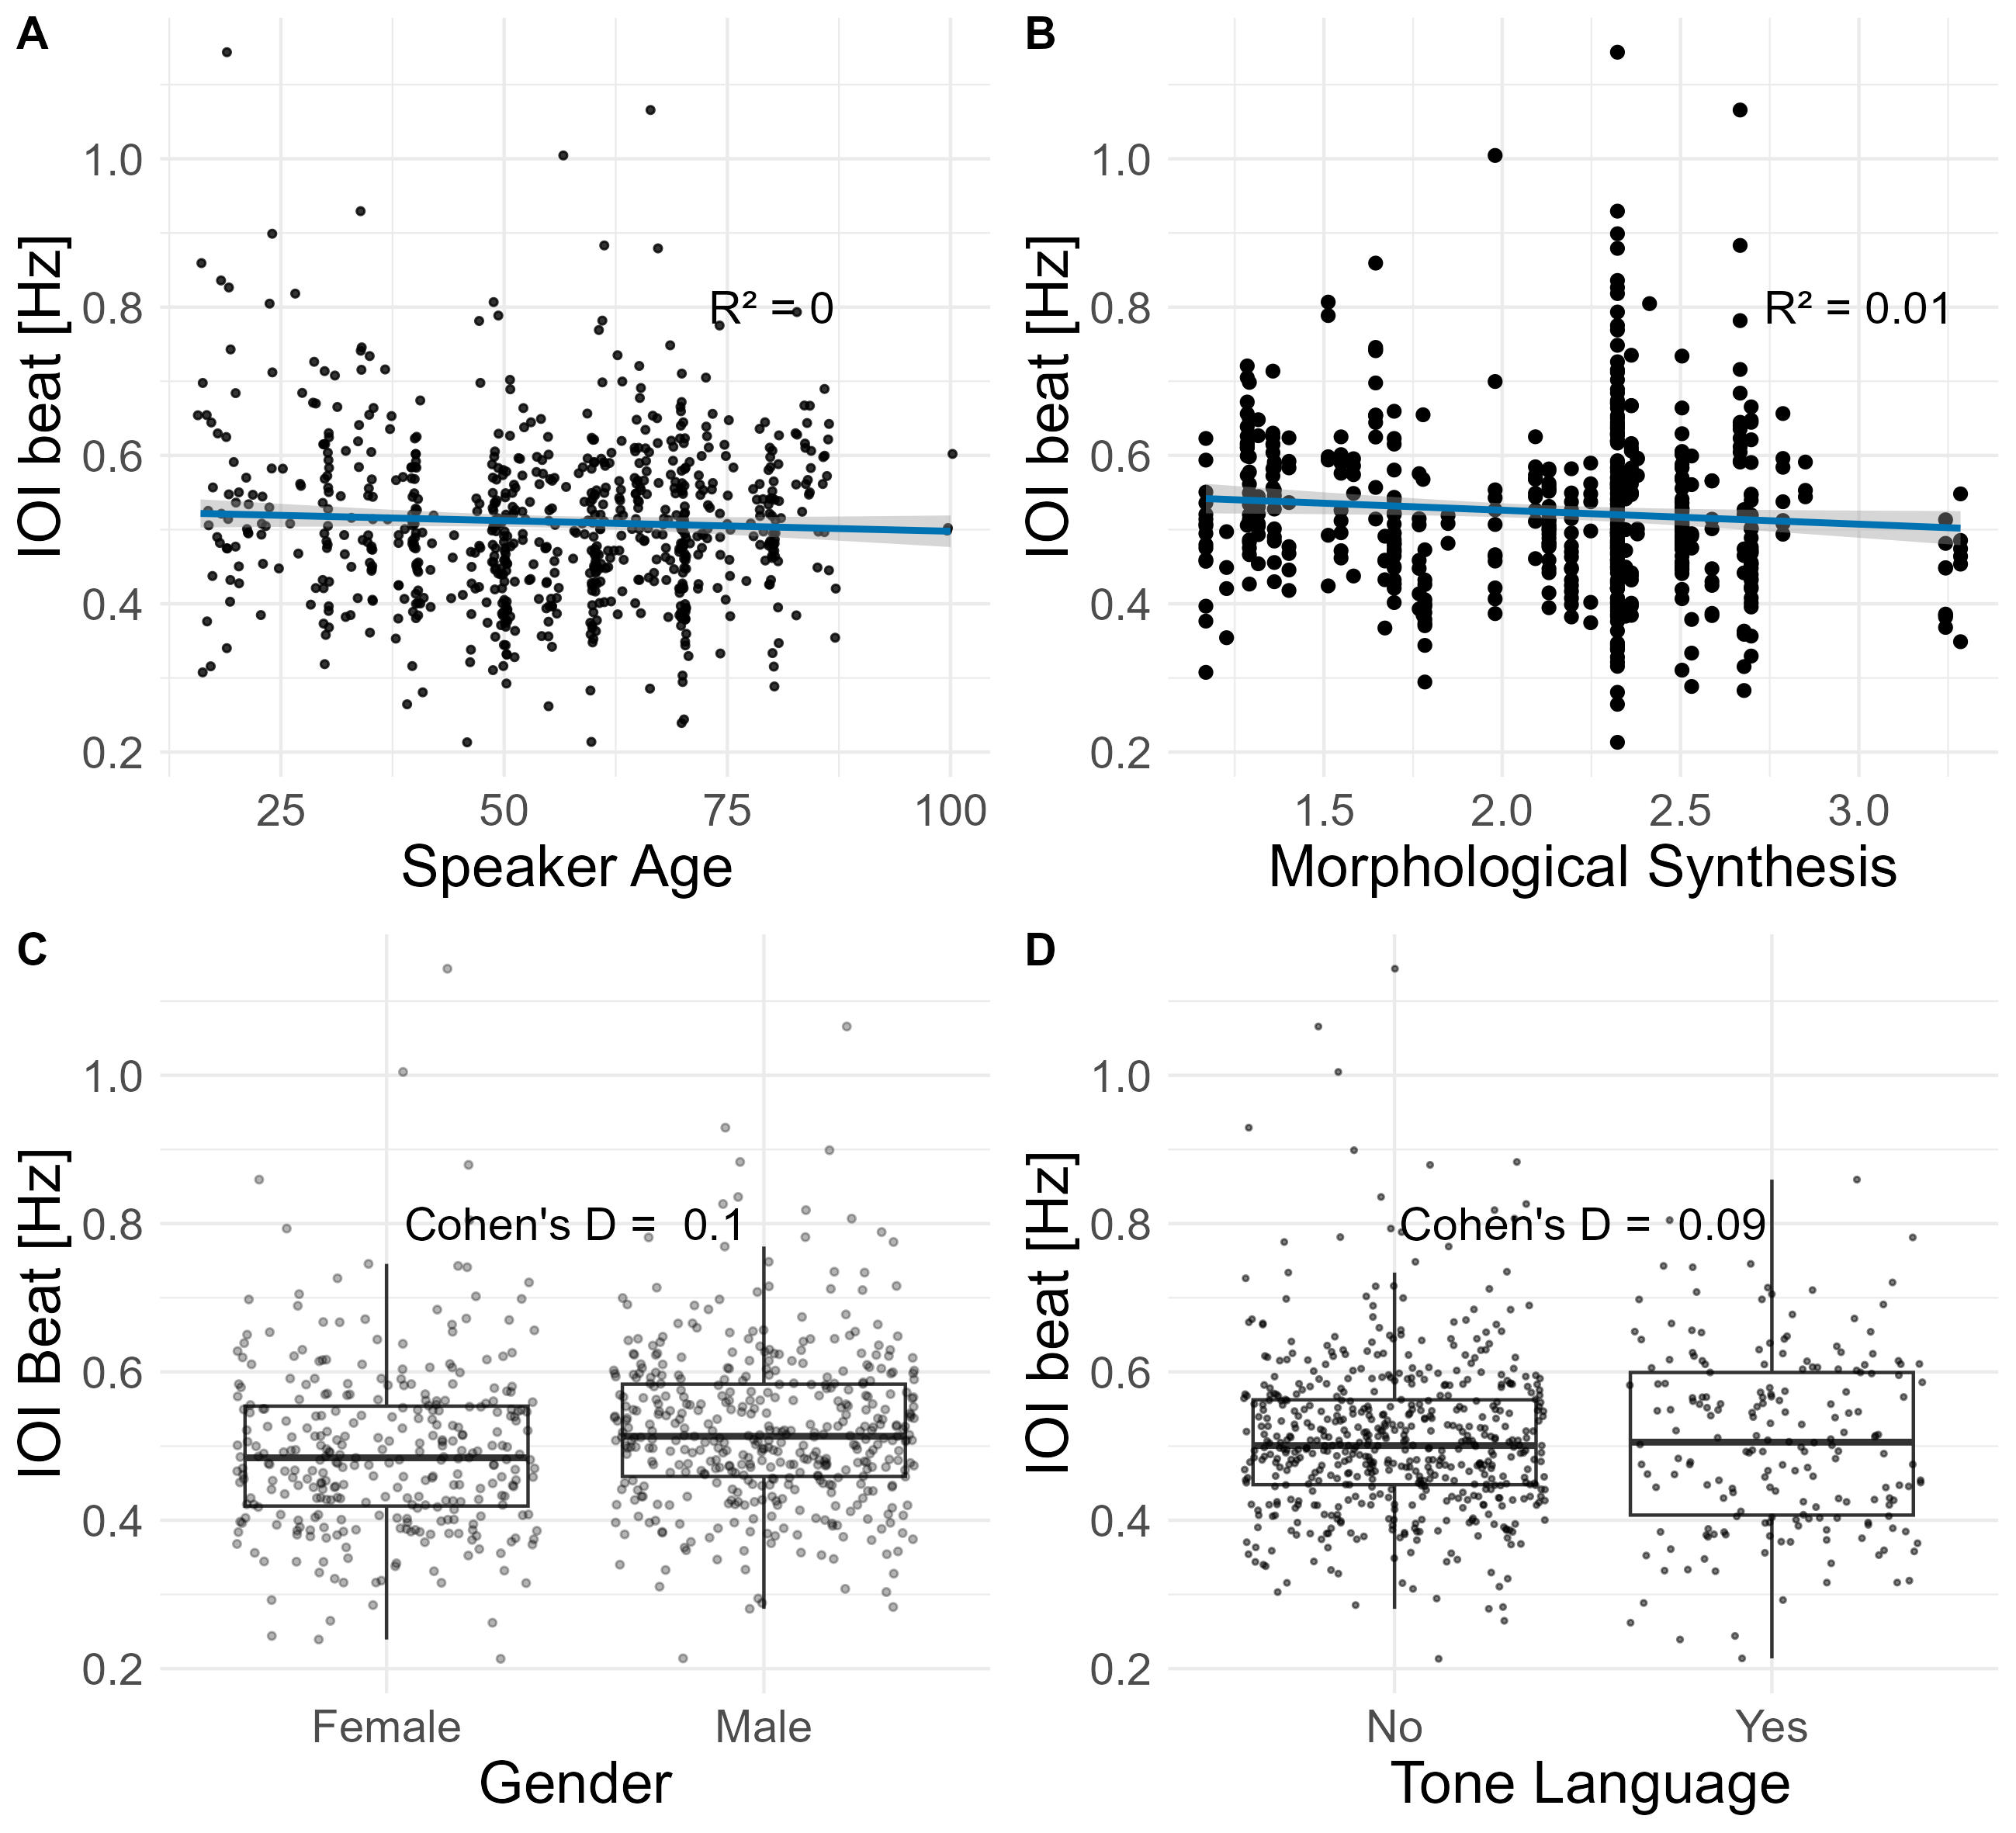 A
IOI beat [Hz]
1.0
0.8
0.6
0.4
0.2
R² = 0
25 50 75 100
Speaker Age
B
IOI beat [Hz]
1.0
0.8
0.6
0.4
0.2
R² = 0.01
1.5 2.0 2.5 3.0
Morphological Synthesis
C
IOI Beat [Hz]
1.0
0.8
0.6
0.4
0.2
Cohen's D = 0.1
Female Male
Gender
D
IOI beat [Hz]
1.0
0.8
0.6
0.4
0.2
Cohen's D = 0.09
No Yes
Tone Language